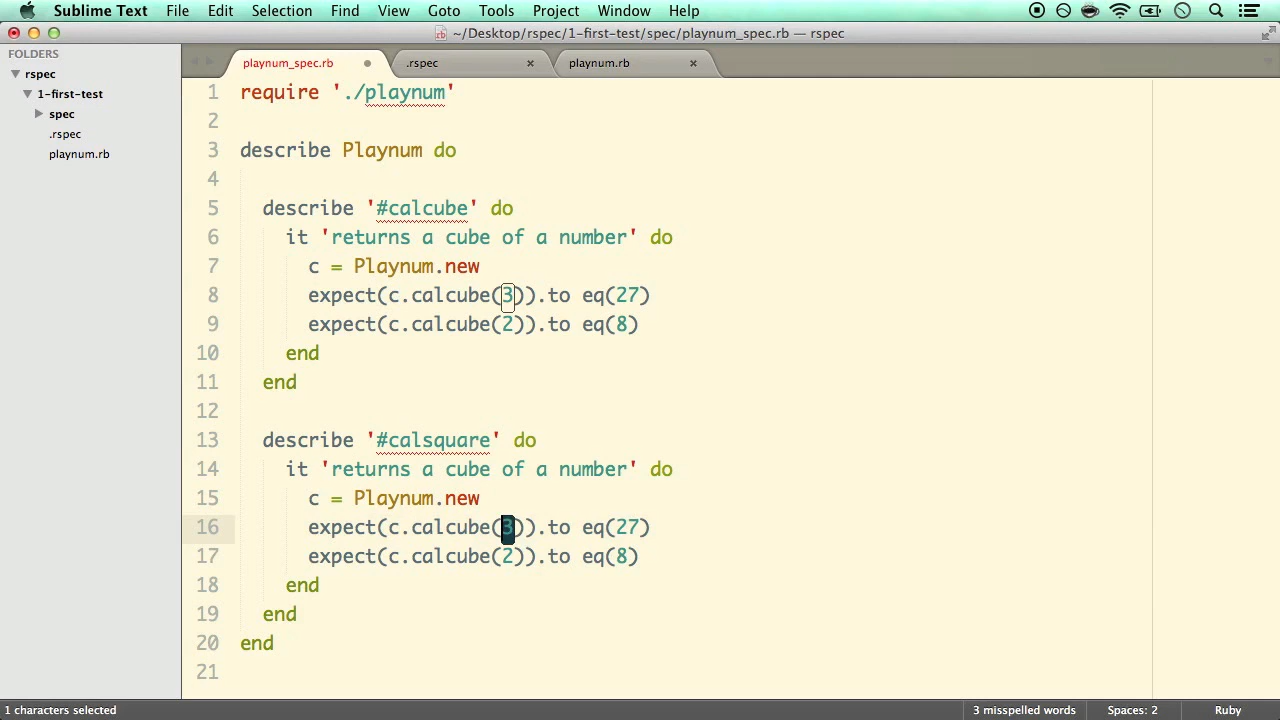 Sublime Text File Edit Selection Find View Goto Tools Project Window Help
~/Desktop/rspec/1-first-test/spec/playnum_spec.rb — rspec
FOLDERS
rspec
1-first-test
spec
.rspec
playnum.rb
playnum_spec.rb .rspec playnum.rb
1 require './playnum'
2
3 describe Playnum do
4
5 describe '#calcube' do
6 it 'returns a cube of a number' do
7 c = Playnum.new
8 expect(c.calcube(3)).to eq(27)
9 expect(c.calcube(2)).to eq(8)
10 end
11 end
12
13 describe '#calsquare' do
14 it 'returns a cube of a number' do
15 c = Playnum.new
16 expect(c.calcube(3)).to eq(27)
17 expect(c.calcube(2)).to eq(8)
18 end
19 end
20 end
21
1 characters selected 3 misspelled words Spaces: 2 Ruby